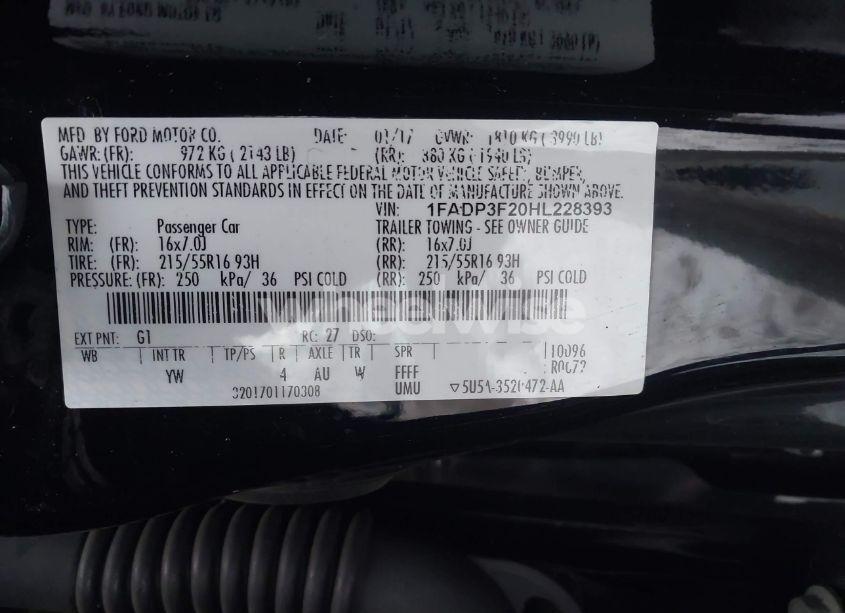 MFD. BY FORD MOTOR CO. DATE: 01/17 GVWR: 1810 KG ( 3990 LB)
GAWR: (FR): 972 KG ( 2143 LB) (RR): 880 KG ( 1940 LB)
THIS VEHICLE CONFORMS TO ALL APPLICABLE FEDERAL MOTOR VEHICLE SAFETY, BUMPER,
AND THEFT PREVENTION STANDARDS IN EFFECT ON THE DATE OF MANUFACTURE SHOWN ABOVE.
VIN: 1FADP3F20HL228393
TYPE: Passenger Car TRAILER TOWING - SEE OWNER GUIDE
RIM: (FR): 16x7.0J (RR): 16x7.0J
TIRE: (FR): 215/55R16 93H (RR): 215/55R16 93H
PRESSURE: (FR): 250 kPa/ 36 PSI COLD (RR): 250 kPa/ 36 PSI COLD
wheelwise
EXT PNT: G1 RC: 27 DSO:
WB INT TR TP/PS R AXLE TR SPR
YW 4 AU W FFFF
UMU
3201701170308